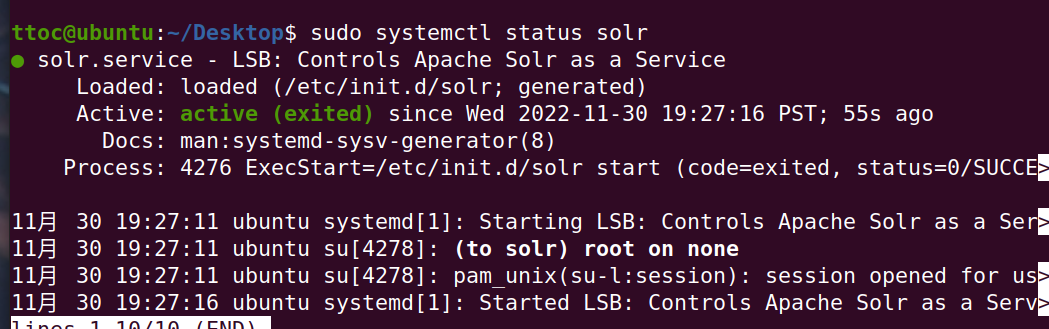 ttoc@ubuntu:~/Desktop$ sudo systemctl status solr
● solr.service - LSB: Controls Apache Solr as a Service
Loaded: loaded (/etc/init.d/solr; generated)
Active: active (exited) since Wed 2022-11-30 19:27:16 PST; 55s ago
Docs: man:systemd-sysv-generator(8)
Process: 4276 ExecStart=/etc/init.d/solr start (code=exited, status=0/SUCCE>
11月 30 19:27:11 ubuntu systemd[1]: Starting LSB: Controls Apache Solr as a Ser>
11月 30 19:27:11 ubuntu su[4278]: (to solr) root on none
11月 30 19:27:11 ubuntu su[4278]: pam_unix(su-l:session): session opened for us>
11月 30 19:27:16 ubuntu systemd[1]: Started LSB: Controls Apache Solr as a Serv>
lines 1-10/10 (END)